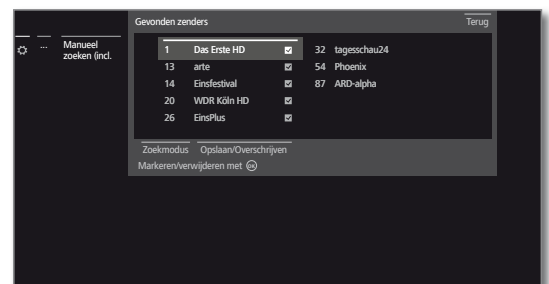 Gevonden zenders Terug
... Manueel
zoeken (incl.
1 Das Erste HD 32 tagesschau24
13 arte 54 Phoenix
14 Einsfestival 87 ARD-alpha
20 WDR Köln HD
26 EinsPlus
Zoekmodus Opslaan/Overschrijven
Markeren/verwijderen met OK